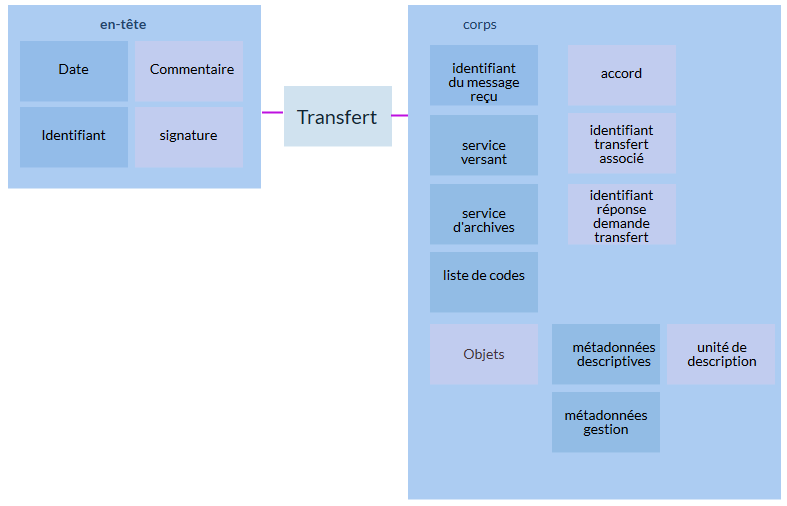 en-tête
Date
Commentaire
Identifiant
signature
Transfert
corps
identifiant
du message
reçu
accord
service
versant
identifiant
transfert
associé
service
d'archives
identifiant
réponse
demande
transfert
liste de codes
Objets
métadonnées
descriptives
unité de
description
métadonnées
gestion